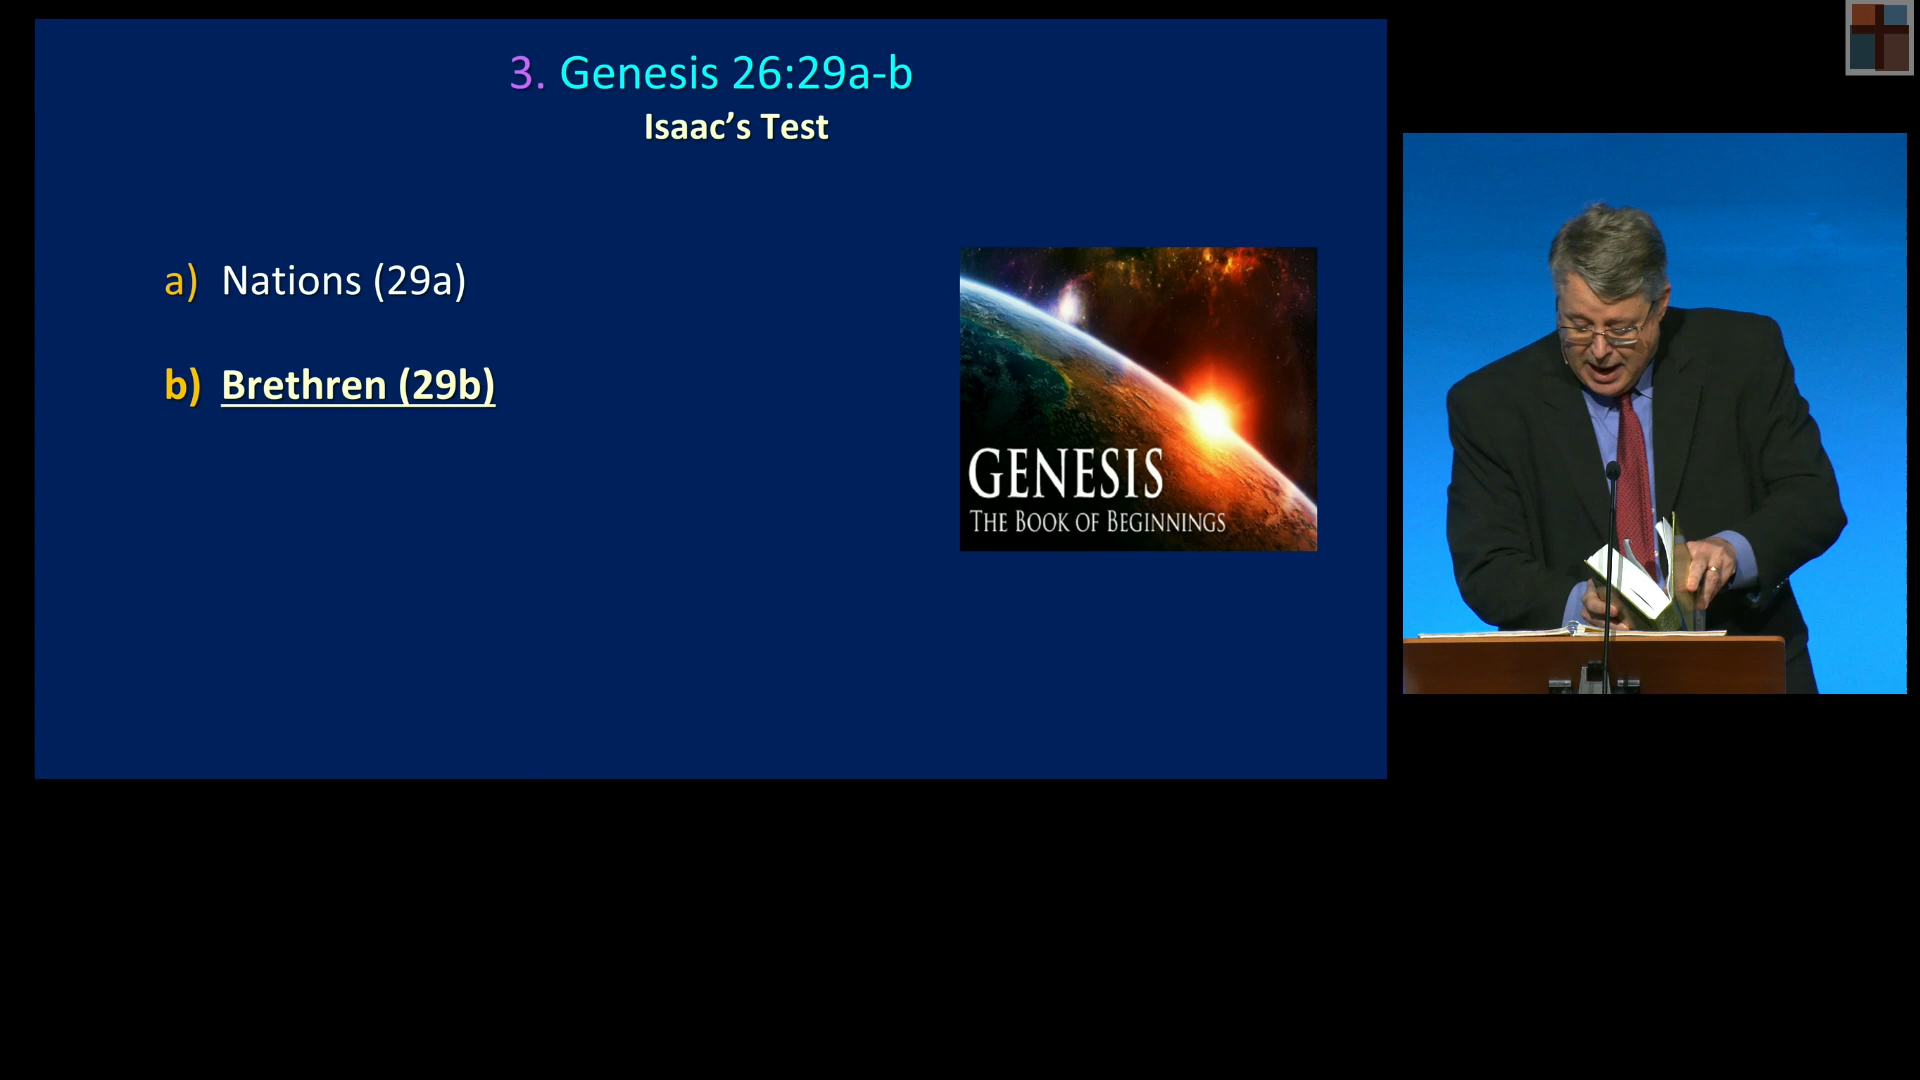 3. Genesis 26:29a-b
Isaac’s Test
a) Nations (29a)
b) Brethren (29b)
GENESIS
THE BOOK OF BEGINNINGS